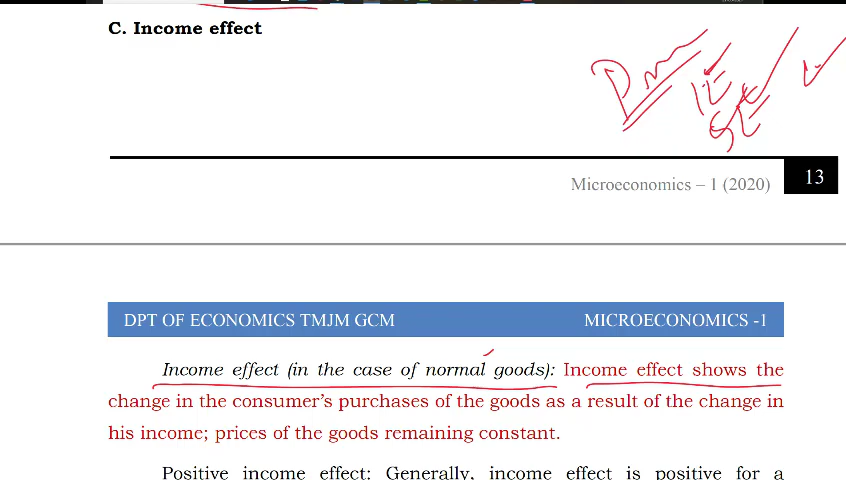 C. Income effect
IE
SE
Microeconomics – 1 (2020) 13
DPT OF ECONOMICS TMJM GCM MICROECONOMICS -1
Income effect (in the case of normal goods): Income effect shows the
change in the consumer's purchases of the goods as a result of the change in
his income; prices of the goods remaining constant.
Positive income effect: Generally, income effect is positive for a